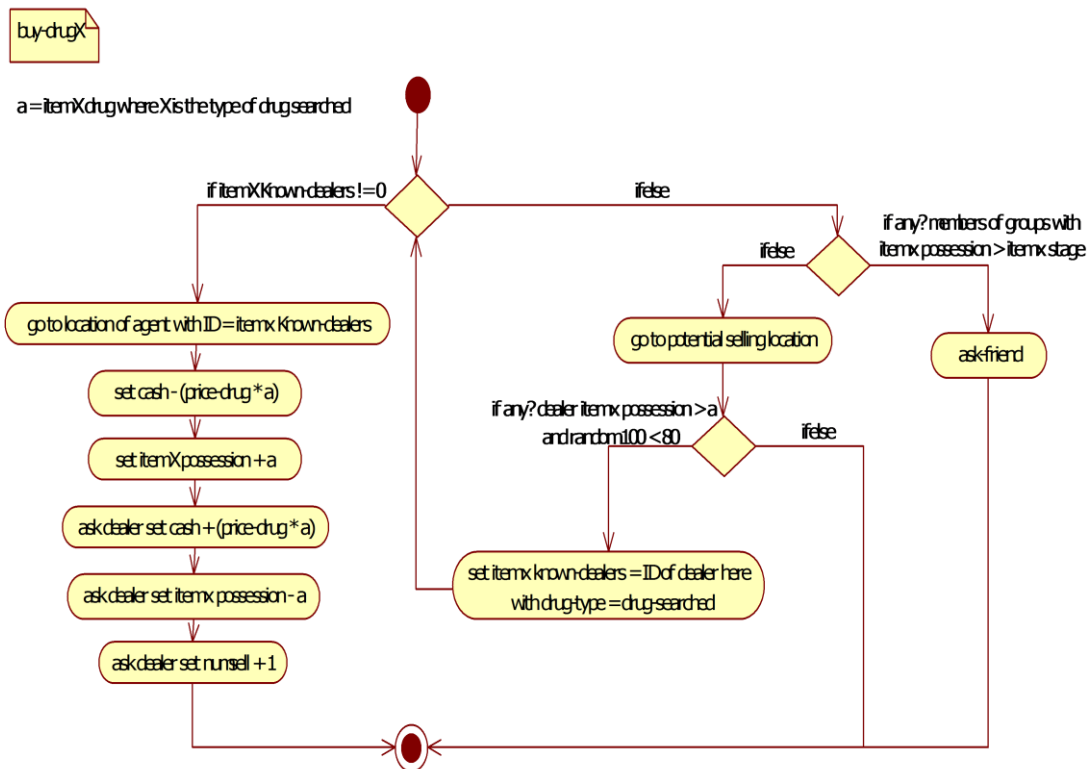 buy-drugX
a = itemXdrug where X is the type of drug searched
if itemXKnown-dealers != 0
ifelse
if any? members of groups with
itemx possession > itemx stage
ifelse
go to location of agent with ID = itemx Known-dealers
go to potential selling location
ask-friend
set cash - (price-drug * a)
if any? dealer itemx possession > a
and random 100 < 80
ifelse
set itemX possession + a
ask dealer set cash + (price-drug * a)
set itemx known-dealers = ID of dealer here
with drug-type = drug-searched
ask dealer set itemx possession - a
ask dealer set numsell + 1